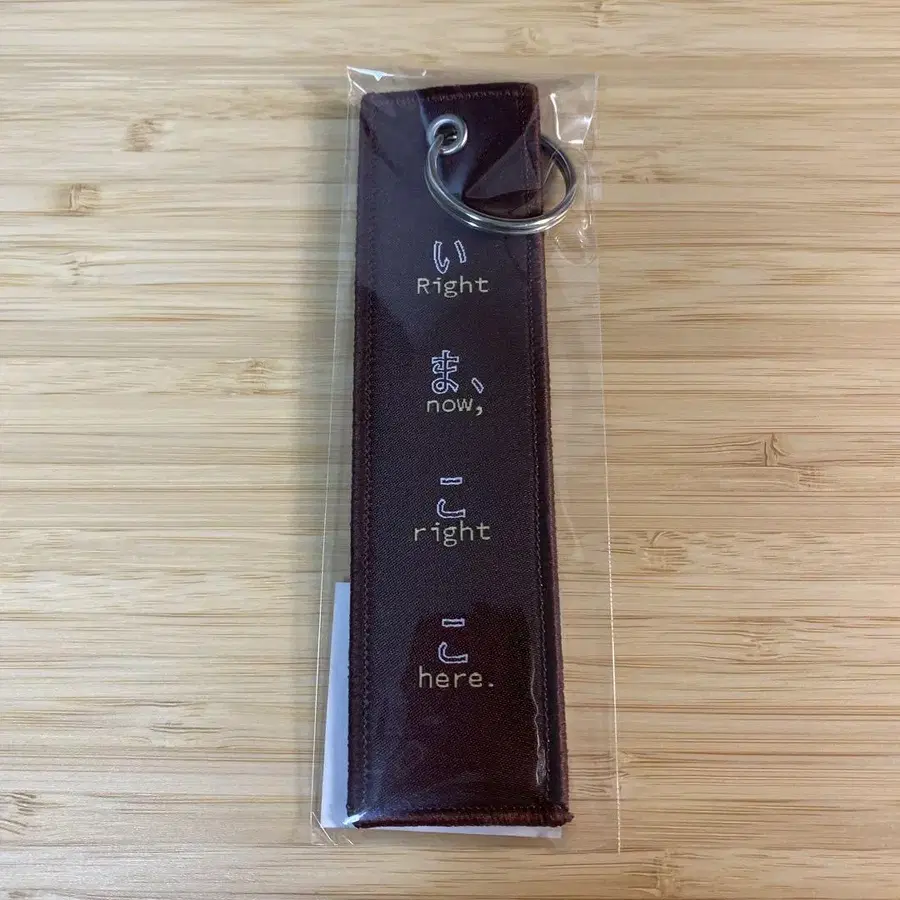 い
Right
ま、
now,
こ
right
こ
here.